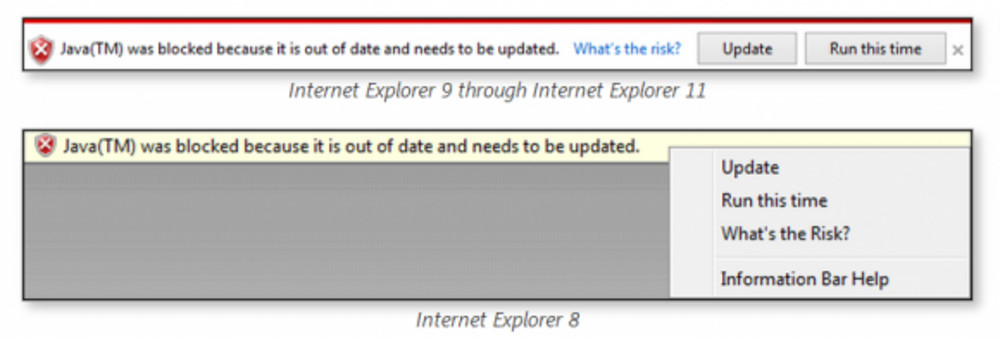 Java(TM) was blocked because it is out of date and needs to be updated. What's the risk? Update Run this time
Internet Explorer 9 through Internet Explorer 11
Java(TM) was blocked because it is out of date and needs to be updated.
Update
Run this time
What's the Risk?
Information Bar Help
Internet Explorer 8